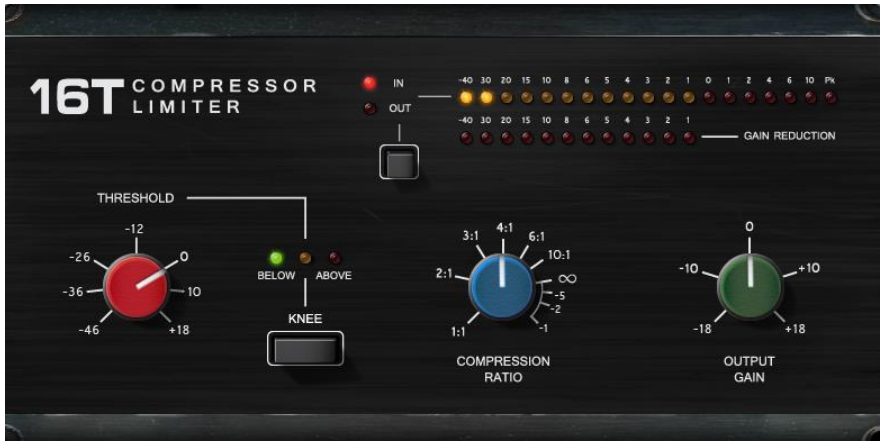 16T COMPRESSOR
LIMITER
IN
OUT
-40 30 20 15 10 8 6 5 4 3 2 1 0 1 2 4 6 10 Pk
-40 30 20 15 10 8 6 5 4 3 2 1
GAIN REDUCTION
THRESHOLD
-12
-26 0
-36 10
-46 +18
BELOW ABOVE
KNEE
4:1
3:1 6:1
10:1
2:1 ∞
-5
-2
1:1 -1
COMPRESSION
RATIO
0
-10 +10
-18 +18
OUTPUT
GAIN